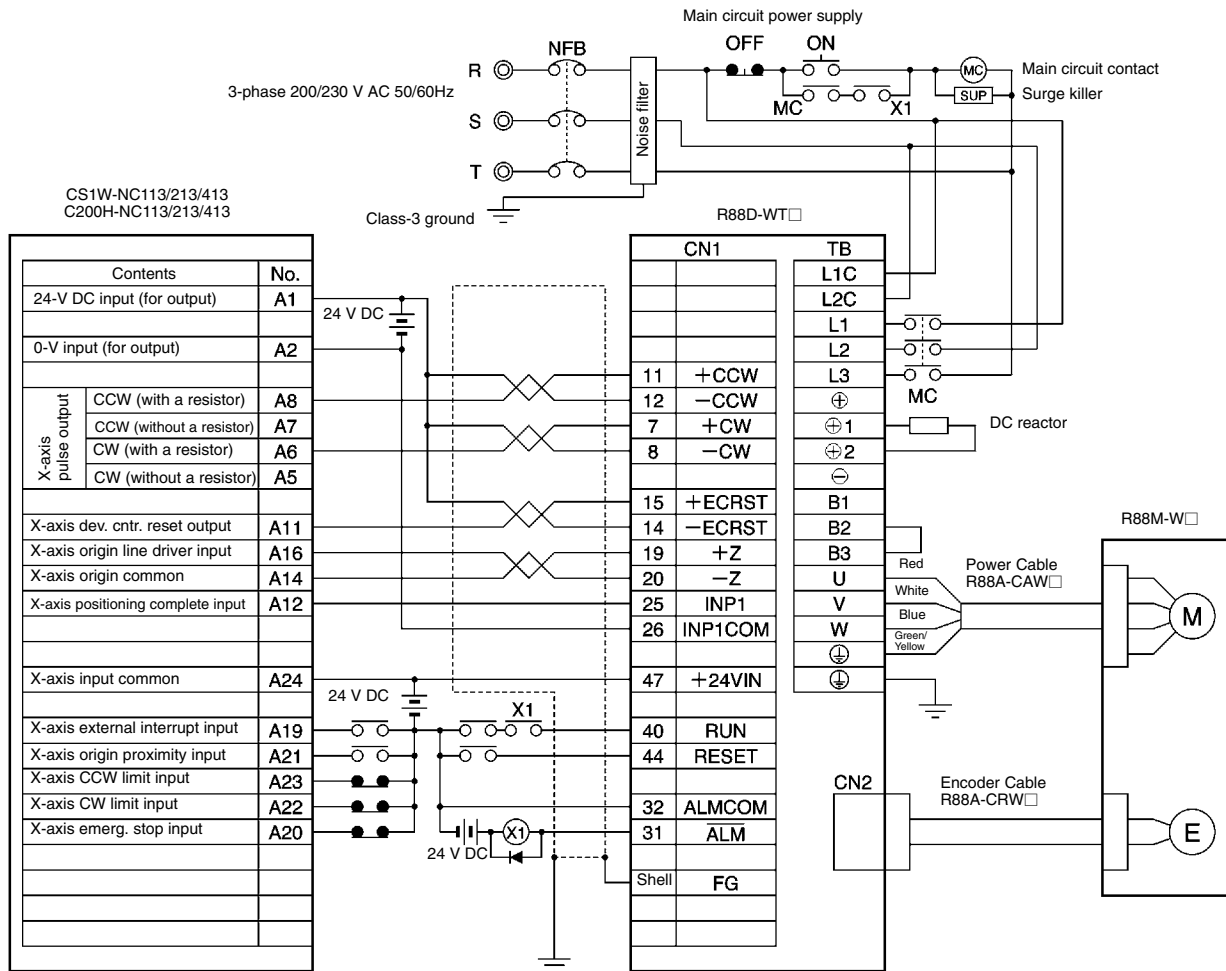 Main circuit power supply
OFF
ON
NFB
R
3-phase 200/230 V AC 50/60Hz
S
T
Noise filter
MC
X1
MC
SUP
Main circuit contact
Surge killer
Class-3 ground
CS1W-NC113/213/413
C200H-NC113/213/413
Contents No.
24-V DC input (for output) A1
0-V input (for output) A2
X-axis pulse output
CCW (with a resistor) A8
CCW (without a resistor) A7
CW (with a resistor) A6
CW (without a resistor) A5
X-axis dev. cntr. reset output A11
X-axis origin line driver input A16
X-axis origin common A14
X-axis positioning complete input A12
X-axis input common A24
X-axis external interrupt input A19
X-axis origin proximity input A21
X-axis CCW limit input A23
X-axis CW limit input A22
X-axis emerg. stop input A20
24 V DC
24 V DC
X1
X1
24 V DC
R88D-WT□
CN1
11 +CCW
12 −CCW
7 +CW
8 −CW
15 +ECRST
14 −ECRST
19 +Z
20 −Z
25 INP1
26 INP1COM
47 +24VIN
40 RUN
44 RESET
32 ALMCOM
31 A̅L̅M̅
Shell FG
TB
L1C
L2C
L1
L2
L3
⊕
⊕1
⊕2
⊖
B1
B2
B3
U
V
W
CN2
MC
DC reactor
Red
White
Blue
Green/
Yellow
Power Cable
R88A-CAW□
Encoder Cable
R88A-CRW□
R88M-W□
M
E